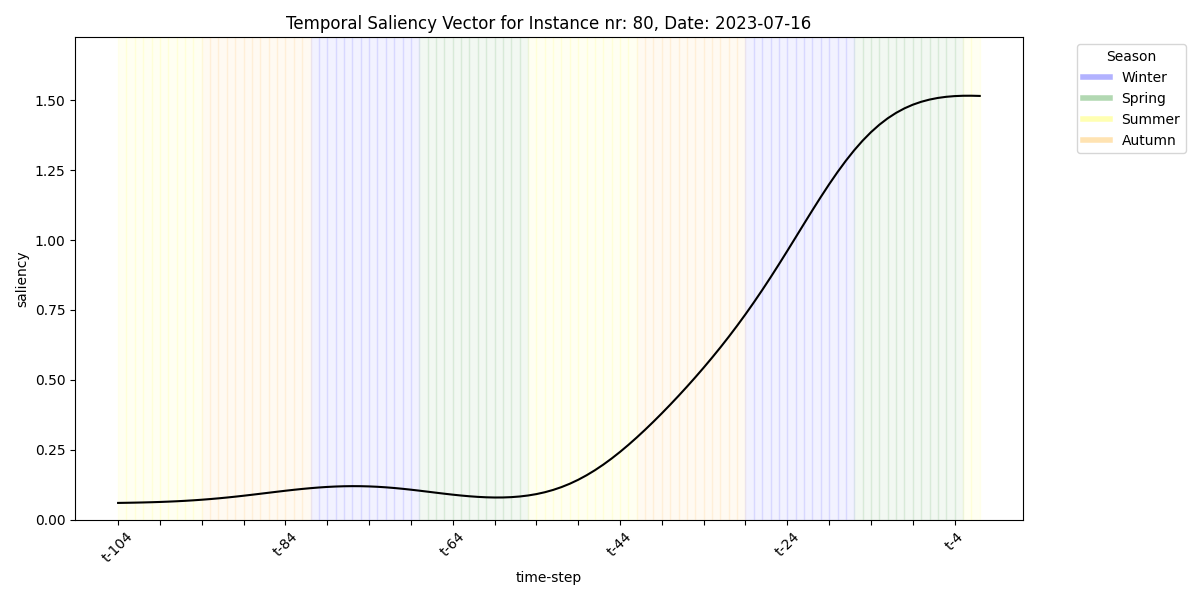 Temporal Saliency Vector for Instance nr: 80, Date: 2023-07-16
Season
Winter
Spring
Summer
Autumn
saliency
1.50
1.25
1.00
0.75
0.50
0.25
0.00
t-104
t-84
t-64
t-44
t-24
t-4
time-step